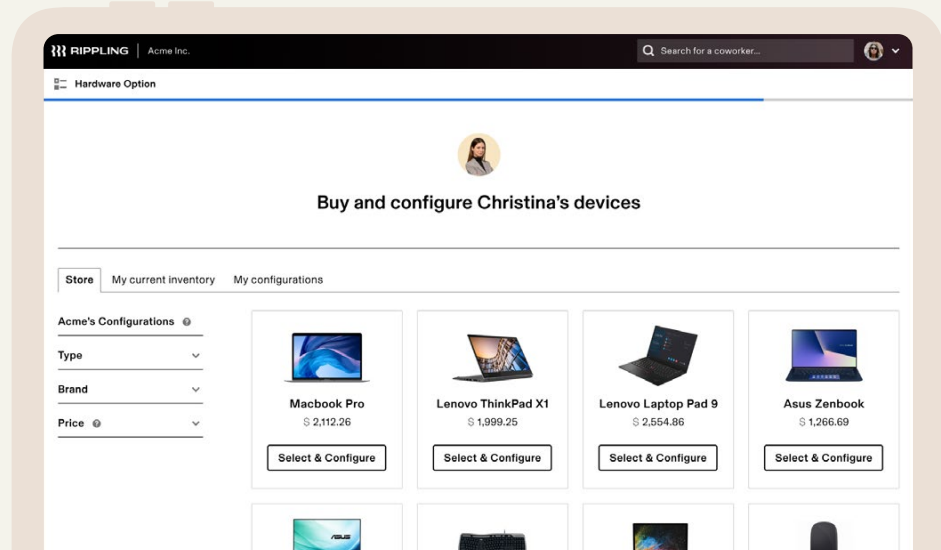 RIPPLING Acme Inc. Search for a coworker...
Hardware Option
Buy and configure Christina's devices
Store My current inventory My configurations
Acme's Configurations
Type
Brand
Price
Macbook Pro
$ 2,112.26
Select & Configure
Lenovo ThinkPad X1
$ 1,999.25
Select & Configure
Lenovo Laptop Pad 9
$ 2,554.86
Select & Configure
Asus Zenbook
$ 1,266.69
Select & Configure
ASUS